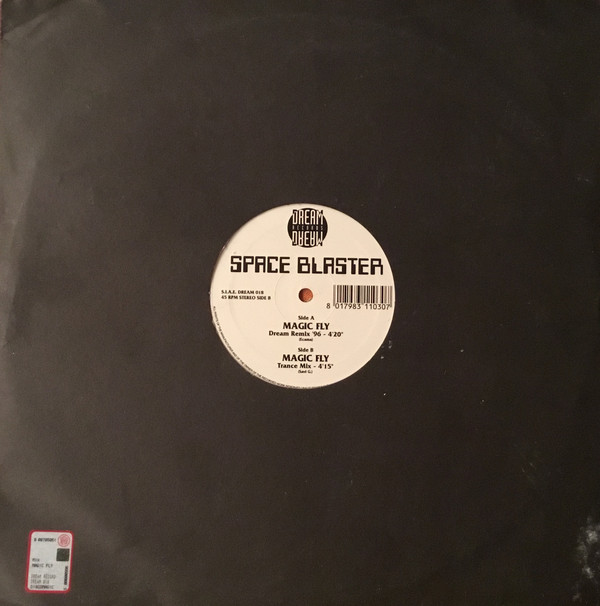 DREAM
RECORDS
DREAM
SPACE BLASTER
S.I.A.E. DREAM 018
45 RPM STEREO SIDE B
8 017983 110307
Side A
MAGIC FLY
Dream Remix '96 - 4'20"
Side B
MAGIC FLY
Trance Mix - 4'15"
MAGIC FLY